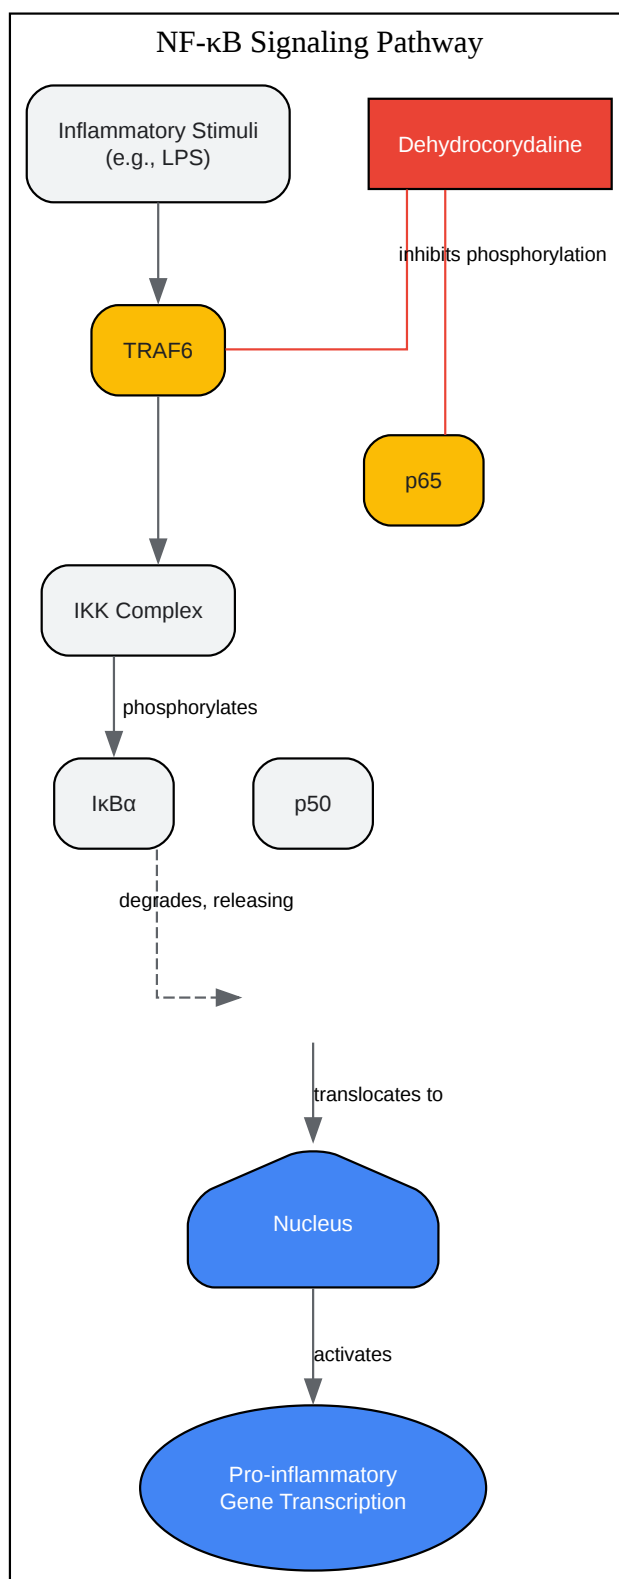 NF-κB Signaling Pathway
Inflammatory Stimuli
(e.g., LPS)
Dehydrocorydaline
inhibits phosphorylation
TRAF6
p65
IKK Complex
phosphorylates
IκBα
p50
degrades, releasing
translocates to
Nucleus
activates
Pro-inflammatory
Gene Transcription